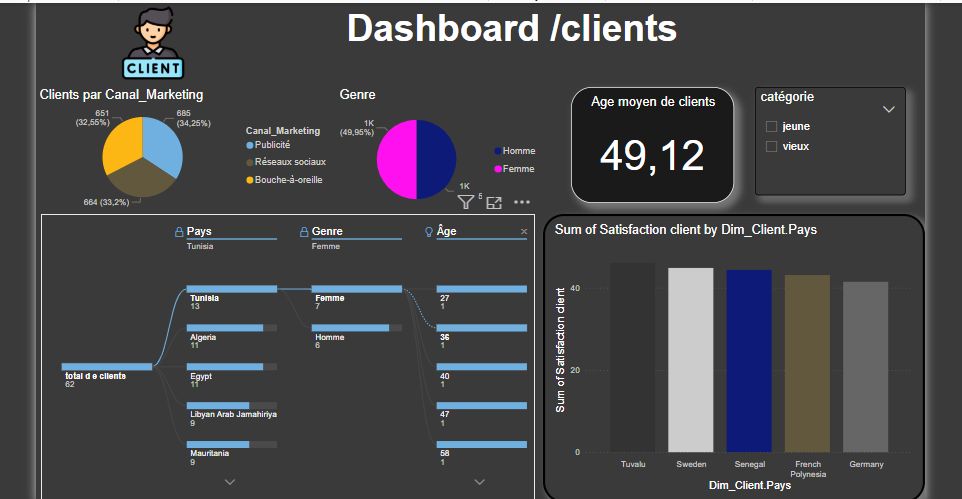 Dashboard /clients
CLIENT
Clients par Canal_Marketing
651
(32,55%)
685
(34,25%)
664 (33,2%)
Canal_Marketing
Publicité
Réseaux sociaux
Bouche-à-oreille
Genre
1K
(49,95%)
1K
Homme
Femme
Age moyen de clients
49,12
catégorie
jeune
vieux
Pays
Tunisia
Genre
Femme
Âge
total d e clients
62
Tunisia
13
Algeria
11
Egypt
11
Libyan Arab Jamahiriya
9
Mauritania
9
Femme
7
Homme
6
27
1
36
1
40
1
47
1
58
1
Sum of Satisfaction client by Dim_Client.Pays
Sum of Satisfaction client
40
20
0
Tuvalu
Sweden
Senegal
French
Polynesia
Germany
Dim_Client.Pays